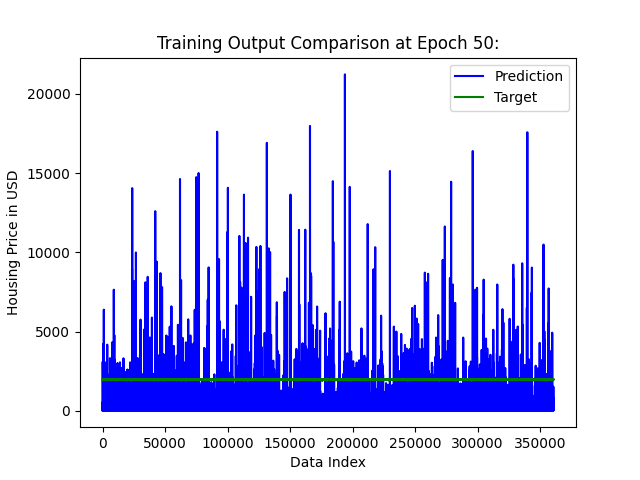 Training Output Comparison at Epoch 50:
Prediction
Target
Housing Price in USD
20000
15000
10000
5000
0
0 50000 100000 150000 200000 250000 300000 350000
Data Index